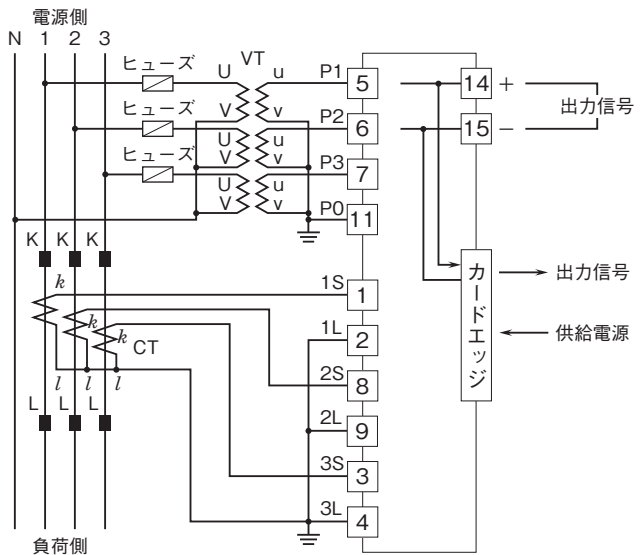 電源側
N 1 2 3
ヒューズ
ヒューズ
ヒューズ
VT
U u
V v
U u
V v
U u
V v
P1 5
P2 6
P3 7
P0 11
14 +
15 −
出力信号
K K K
k
k
k
CT
l l l
L L L
1S 1
1L 2
2S 8
2L 9
3S 3
3L 4
カードエッジ
出力信号
供給電源
負荷側